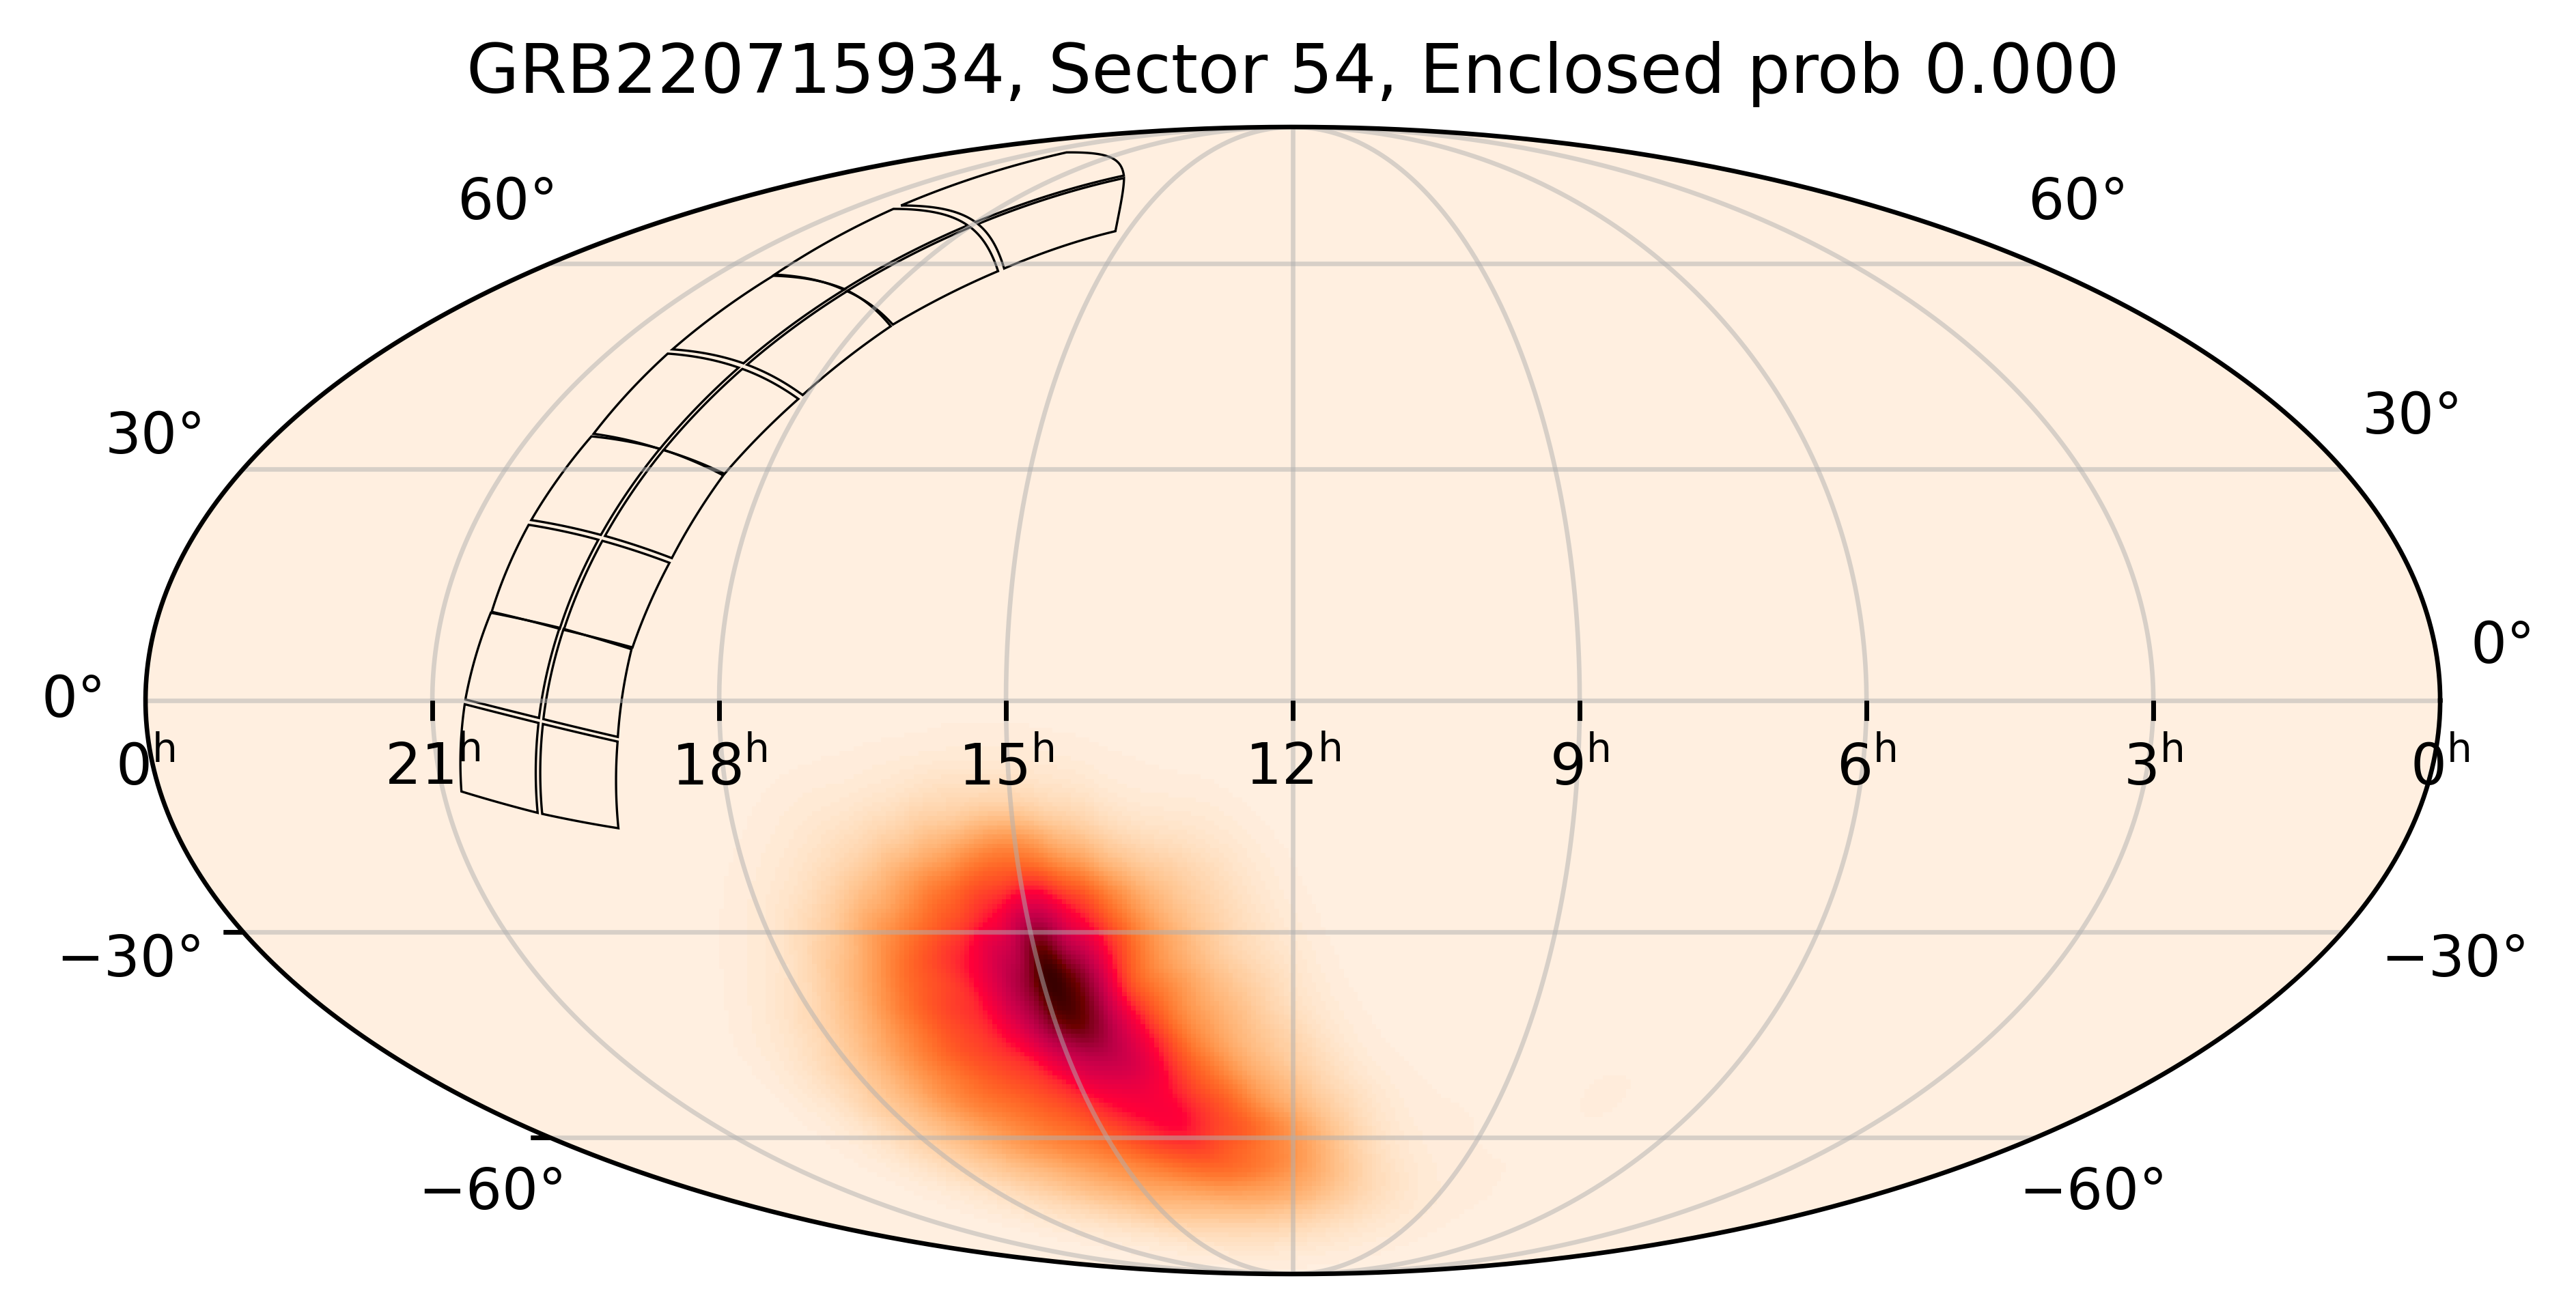 GRB220715934, Sector 54, Enclosed prob 0.000
60° 60°
30° 30°
0° 0°
0ʰ 21ʰ 18ʰ 15ʰ 12ʰ 9ʰ 6ʰ 3ʰ 0ʰ
−30° −30°
−60° −60°